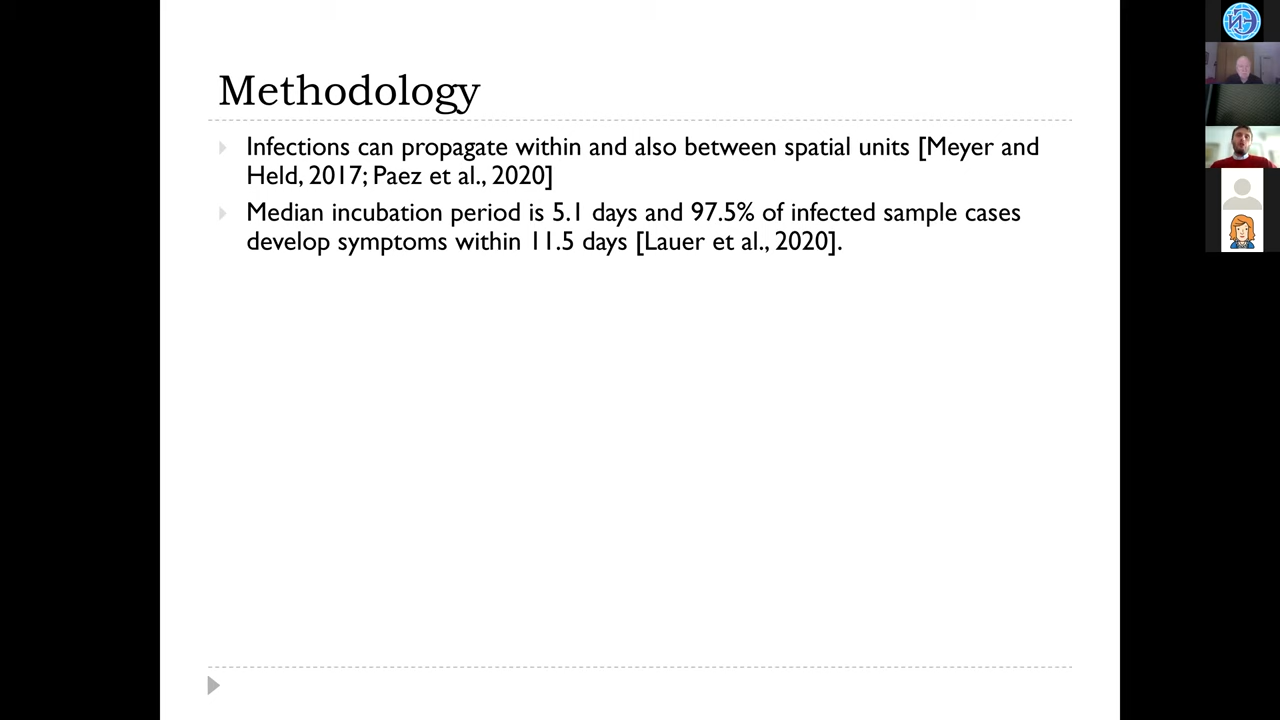 Methodology
Infections can propagate within and also between spatial units [Meyer and
Held, 2017; Paez et al., 2020]
Median incubation period is 5.1 days and 97.5% of infected sample cases
develop symptoms within 11.5 days [Lauer et al., 2020].